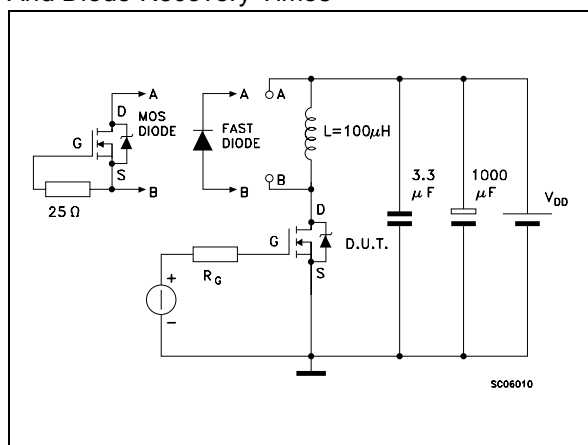 And Diode Recovery Times
A
D
MOS
DIODE
G
S
B
25 Ω
A
FAST
DIODE
B
A
L=100μH
B
D
G
D.U.T.
S
RG
+
−
3.3
μF
1000
μF
VDD
SC06010